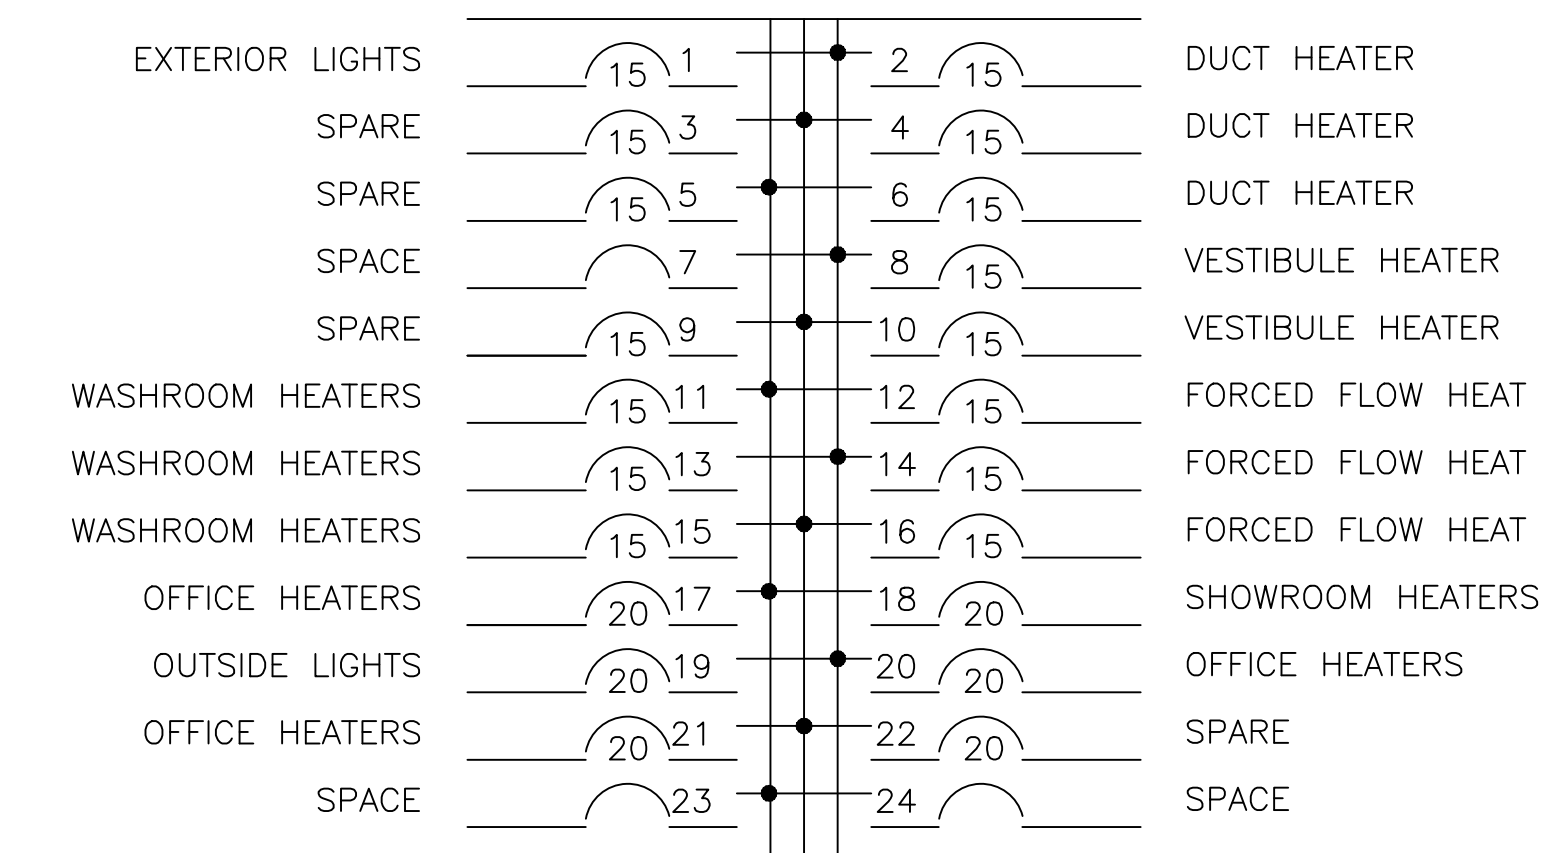 EXTERIOR LIGHTS 15 1 2 15 DUCT HEATER
SPARE 15 3 4 15 DUCT HEATER
SPARE 15 5 6 15 DUCT HEATER
SPACE 7 8 15 VESTIBULE HEATER
SPARE 15 9 10 15 VESTIBULE HEATER
WASHROOM HEATERS 15 11 12 15 FORCED FLOW HEAT
WASHROOM HEATERS 15 13 14 15 FORCED FLOW HEAT
WASHROOM HEATERS 15 15 16 15 FORCED FLOW HEAT
OFFICE HEATERS 20 17 18 20 SHOWROOM HEATERS
OUTSIDE LIGHTS 20 19 20 20 OFFICE HEATERS
OFFICE HEATERS 20 21 22 20 SPARE
SPACE 23 24 SPACE